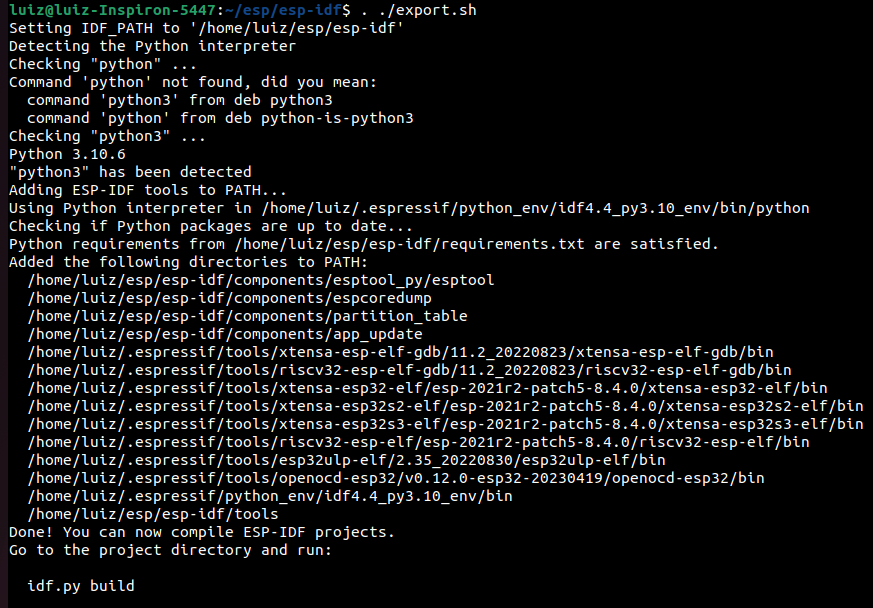 luiz@luiz-Inspiron-5447:~/esp/esp-idf$ . ./export.sh
Setting IDF_PATH to '/home/luiz/esp/esp-idf'
Detecting the Python interpreter
Checking "python" ...
Command 'python' not found, did you mean:
  command 'python3' from deb python3
  command 'python' from deb python-is-python3
Checking "python3" ...
Python 3.10.6
"python3" has been detected
Adding ESP-IDF tools to PATH...
Using Python interpreter in /home/luiz/.espressif/python_env/idf4.4_py3.10_env/bin/python
Checking if Python packages are up to date...
Python requirements from /home/luiz/esp/esp-idf/requirements.txt are satisfied.
Added the following directories to PATH:
  /home/luiz/esp/esp-idf/components/esptool_py/esptool
  /home/luiz/esp/esp-idf/components/espcoredump
  /home/luiz/esp/esp-idf/components/partition_table
  /home/luiz/esp/esp-idf/components/app_update
  /home/luiz/.espressif/tools/xtensa-esp-elf-gdb/11.2_20220823/xtensa-esp-elf-gdb/bin
  /home/luiz/.espressif/tools/riscv32-esp-elf-gdb/11.2_20220823/riscv32-esp-elf-gdb/bin
  /home/luiz/.espressif/tools/xtensa-esp32-elf/esp-2021r2-patch5-8.4.0/xtensa-esp32-elf/bin
  /home/luiz/.espressif/tools/xtensa-esp32s2-elf/esp-2021r2-patch5-8.4.0/xtensa-esp32s2-elf/bin
  /home/luiz/.espressif/tools/xtensa-esp32s3-elf/esp-2021r2-patch5-8.4.0/xtensa-esp32s3-elf/bin
  /home/luiz/.espressif/tools/riscv32-esp-elf/esp-2021r2-patch5-8.4.0/riscv32-esp-elf/bin
  /home/luiz/.espressif/tools/esp32ulp-elf/2.35_20220830/esp32ulp-elf/bin
  /home/luiz/.espressif/tools/openocd-esp32/v0.12.0-esp32-20230419/openocd-esp32/bin
  /home/luiz/.espressif/python_env/idf4.4_py3.10_env/bin
  /home/luiz/esp/esp-idf/tools
Done! You can now compile ESP-IDF projects.
Go to the project directory and run:

  idf.py build